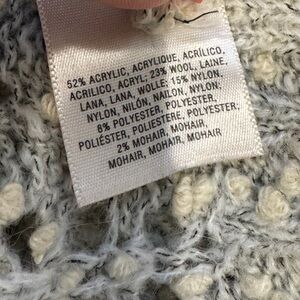 52% ACRYLIC, ACRYLIQUE, ACRÍLICO,
ACRILICO, ACRYL; 23% WOOL, LAINE,
LANA, LANA, WOLLE; 15% NYLON,
NYLON, NILÓN, NAILON, NYLON;
8% POLYESTER, POLYESTER,
POLIÉSTER, POLIESTERE, POLYESTER;
2% MOHAIR, MOHAIR,
MOHAIR, MOHAIR, MOHAIR